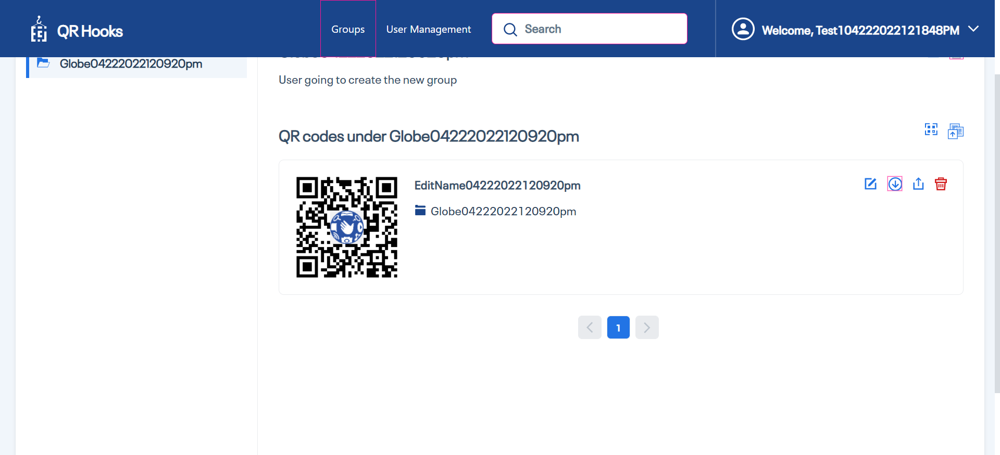 QR Hooks
Groups
User Management
Search
Welcome, Test104222022121848PM
Globe04222022120920pm
User going to create the new group
QR codes under Globe04222022120920pm
EditName04222022120920pm
Globe04222022120920pm
1